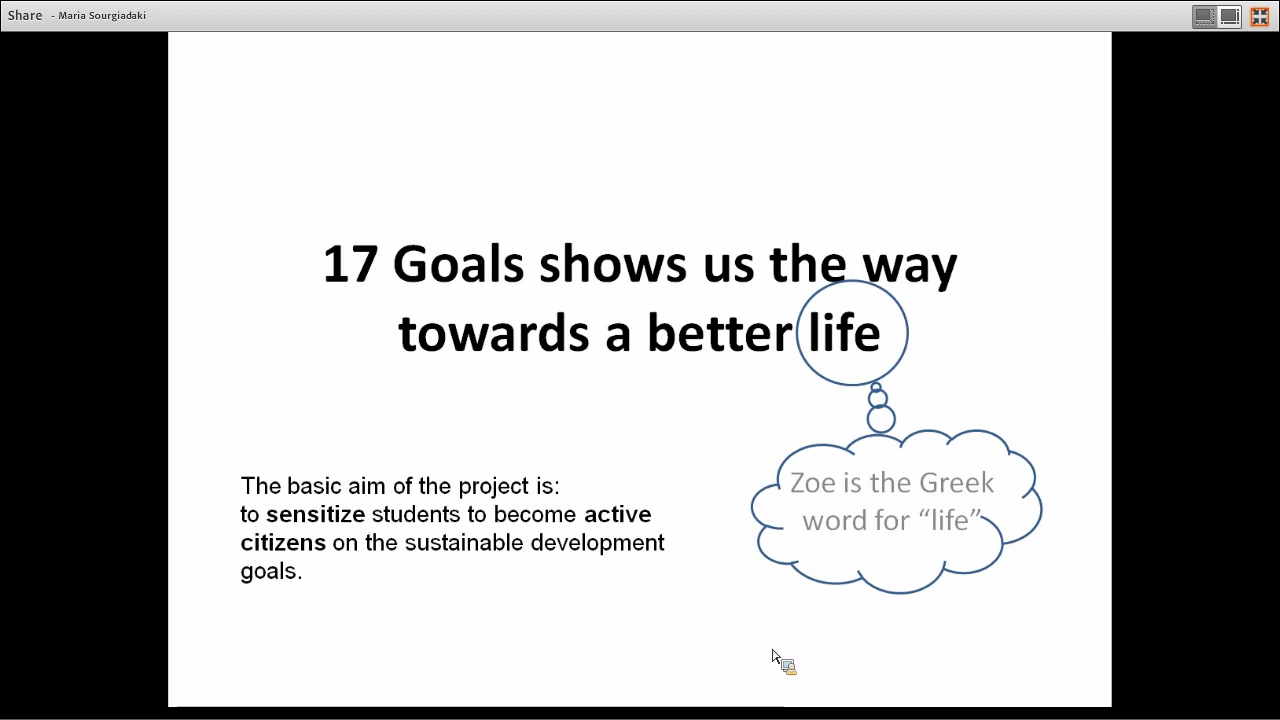 Share - Maria Sourgiadaki
17 Goals shows us the way
towards a better life
The basic aim of the project is:
to sensitize students to become active
citizens on the sustainable development
goals.
Zoe is the Greek
word for “life”